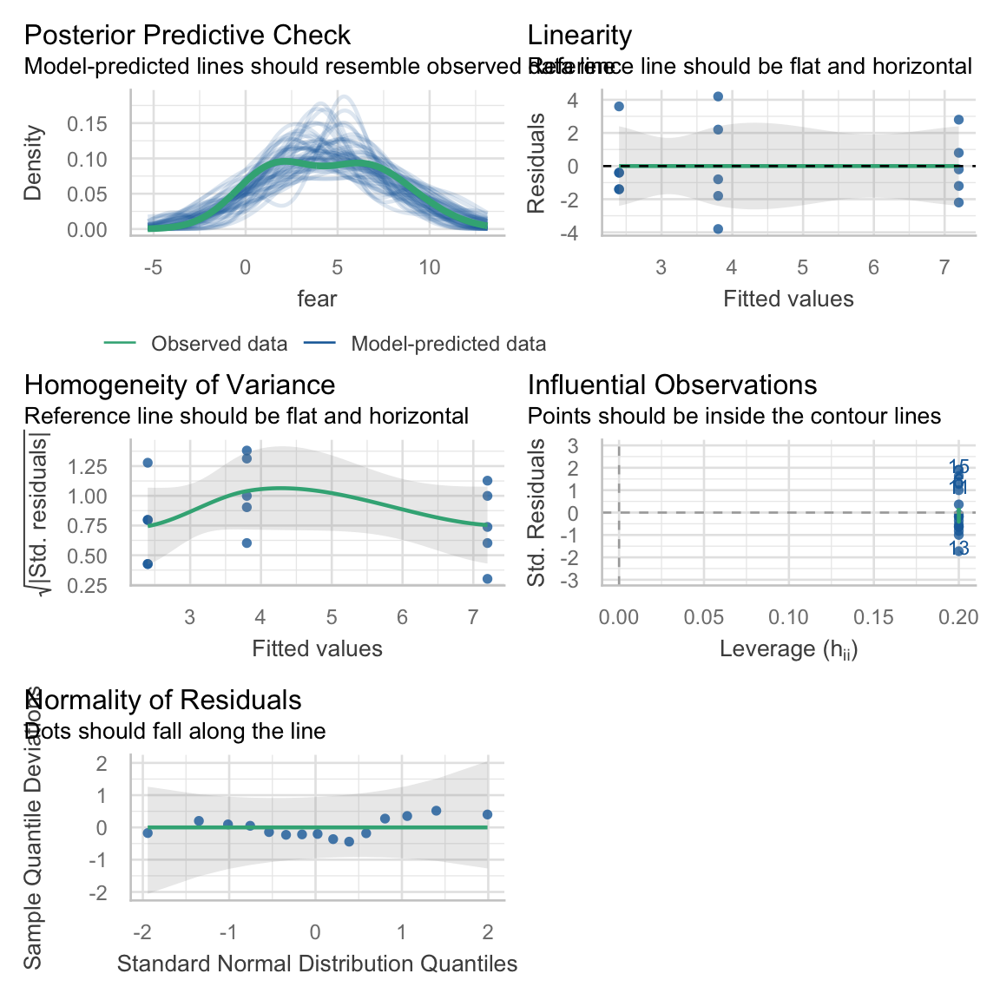 Posterior Predictive Check
Model-predicted lines should resemble observed data line
Density
0.15
0.10
0.05
0.00
-5 0 5 10
fear
Observed data Model-predicted data
Linearity
Reference line should be flat and horizontal
Residuals
4
2
0
-2
-4
3 4 5 6 7
Fitted values
Homogeneity of Variance
Reference line should be flat and horizontal
√|Std. residuals|
1.25
1.00
0.75
0.50
0.25
3 4 5 6 7
Fitted values
Influential Observations
Points should be inside the contour lines
Std. Residuals
3
2
1
0
-1
-2
-3
15
11
13
0.00 0.05 0.10 0.15 0.20
Leverage (hii)
Normality of Residuals
Dots should fall along the line
Sample Quantile Deviations
2
1
0
-1
-2
-2 -1 0 1 2
Standard Normal Distribution Quantiles